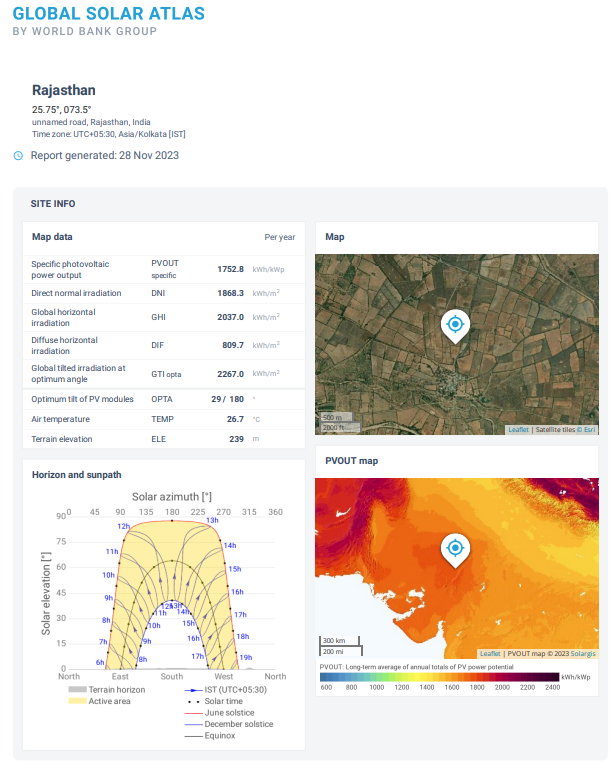 GLOBAL SOLAR ATLAS
BY WORLD BANK GROUP
Rajasthan
25.75°, 073.5°
unnamed road, Rajasthan, India
Time zone: UTC+05:30, Asia/Kolkata [IST]
Report generated: 28 Nov 2023
SITE INFO
Map data Per year
Specific photovoltaic
power output
PVOUT
specific
1752.8 kWh/kWp
Direct normal irradiation DNI 1868.3 kWh/m²
Global horizontal
irradiation
GHI 2037.0 kWh/m²
Diffuse horizontal
irradiation
DIF 809.7 kWh/m²
Global tilted irradiation at
optimum angle
GTI opta 2267.0 kWh/m²
Optimum tilt of PV modules OPTA 29 / 180 °
Air temperature TEMP 26.7 °C
Terrain elevation ELE 239 m
Map
500 m
2000 ft
Leaflet | Satellite tiles © Esri
PVOUT map
300 km
200 mi
Leaflet | PVOUT map © 2023 Solargis
PVOUT: Long-term average of annual totals of PV power potential
kWh/kWp
600 800 1000 1200 1400 1600 1800 2000 2200 2400
Horizon and sunpath
Solar azimuth [°]
0 45 90 135 180 225 270 315 360
Solar elevation [°]
90
75
60
45
30
15
0
12h 13h
11h 14h
10h 15h
9h 16h
8h 17h
7h 18h
6h 19h
12h 13h
11h 14h
10h 15h
9h 16h
8h 17h
North East South West North
Terrain horizon
Active area
IST (UTC+05:30)
Solar time
June solstice
December solstice
Equinox